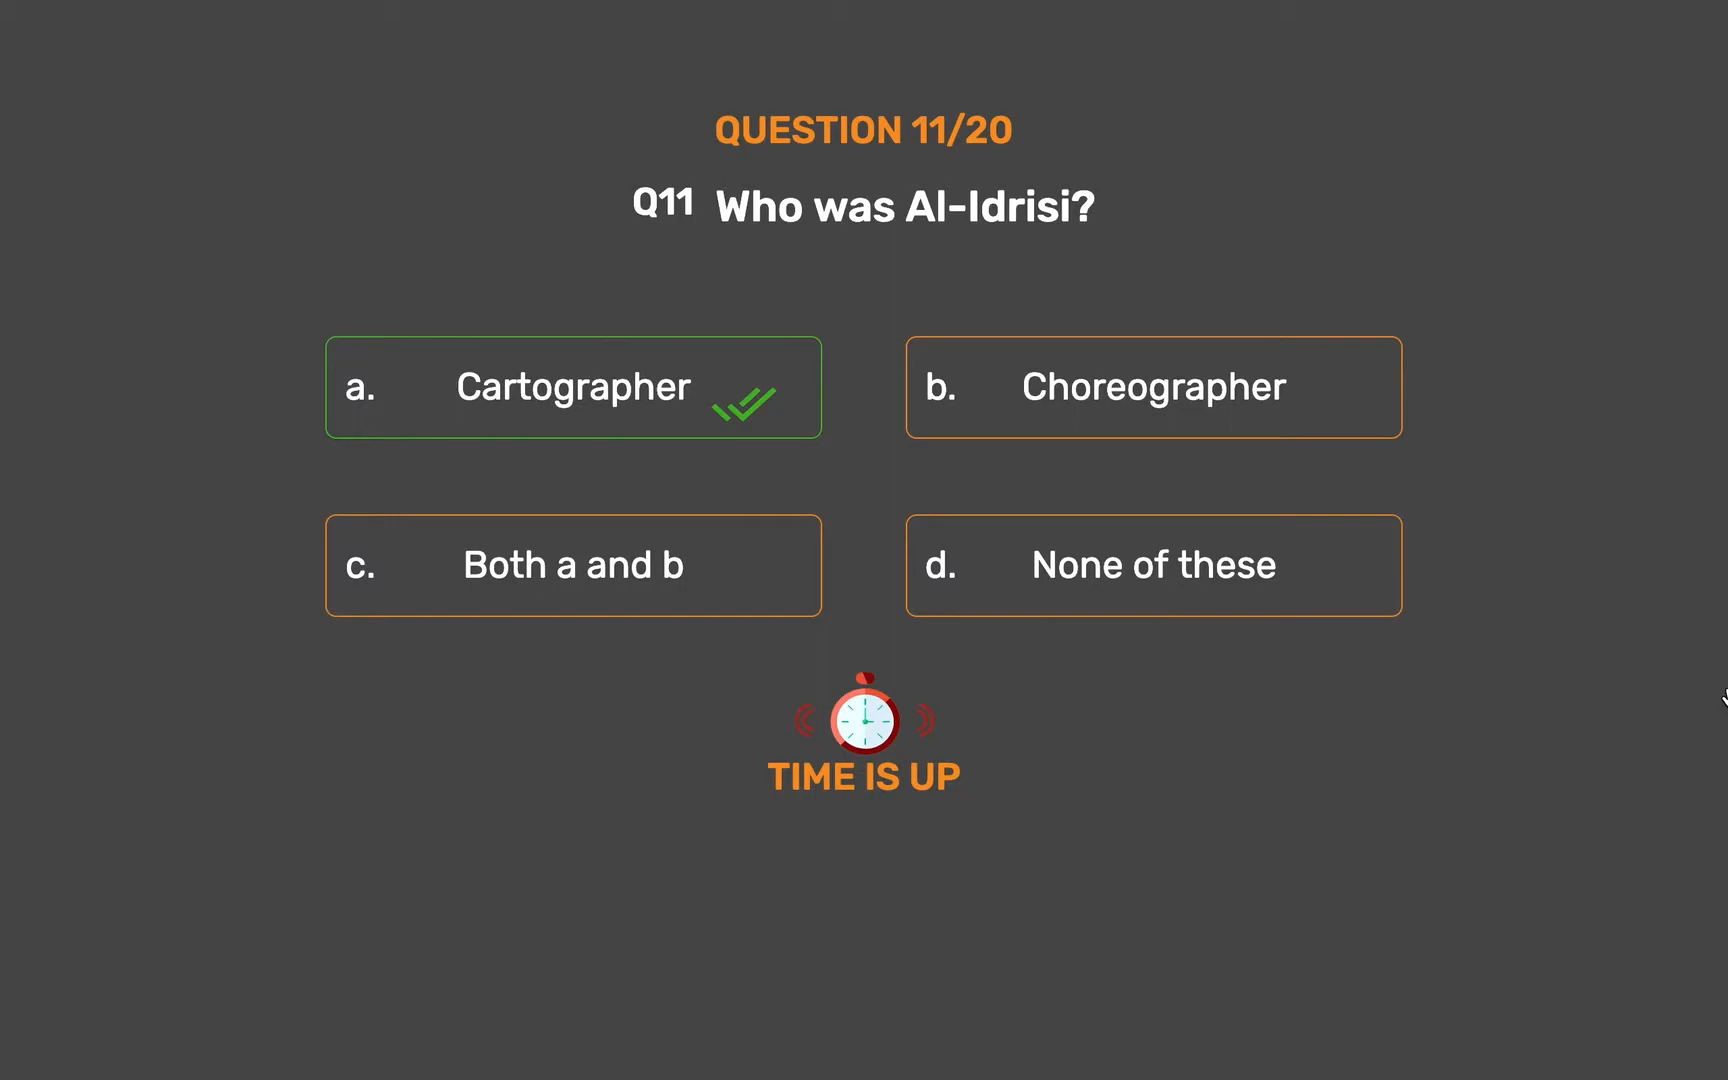 QUESTION 11/20
Q11 Who was Al-Idrisi?
a. Cartographer
b. Choreographer
c. Both a and b
d. None of these
TIME IS UP